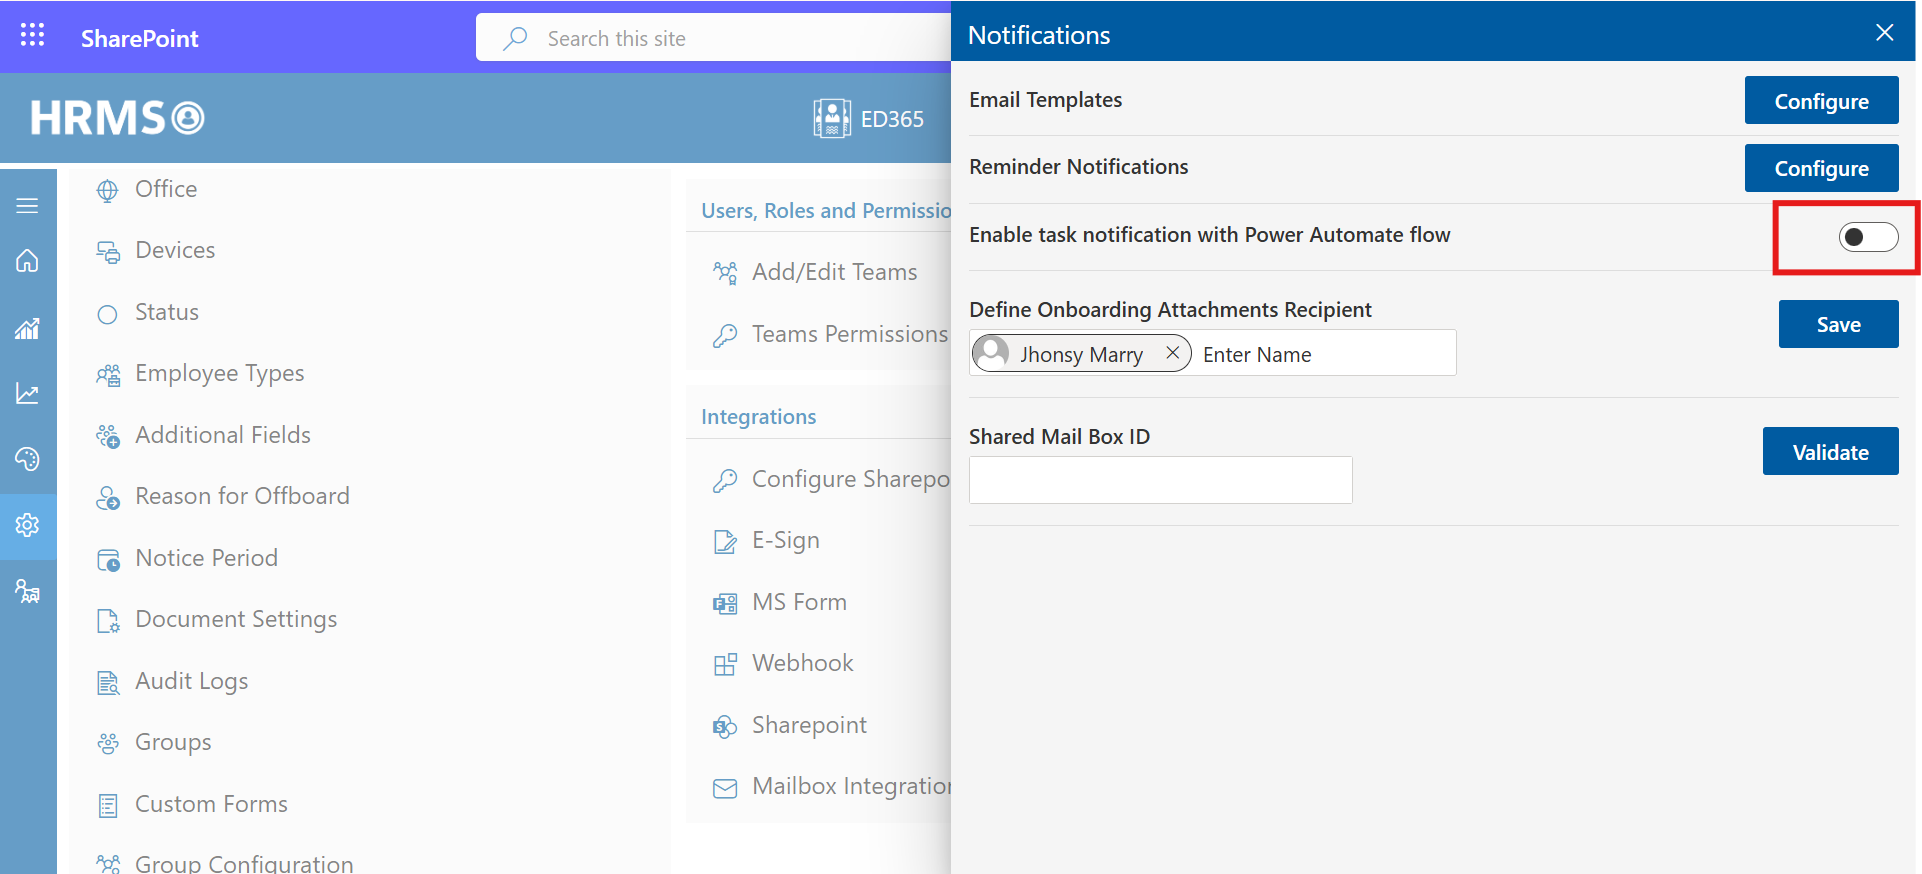 SharePoint
Search this site
HRMS
ED365
Office
Devices
Status
Employee Types
Additional Fields
Reason for Offboard
Notice Period
Document Settings
Audit Logs
Groups
Custom Forms
Group Configuration
Users, Roles and Permissio
Add/Edit Teams
Teams Permissions
Integrations
Configure Sharepo
E-Sign
MS Form
Webhook
Sharepoint
Mailbox Integration
Notifications
Email Templates
Configure
Reminder Notifications
Configure
Enable task notification with Power Automate flow
Define Onboarding Attachments Recipient
Save
Jhonsy Marry
Enter Name
Shared Mail Box ID
Validate